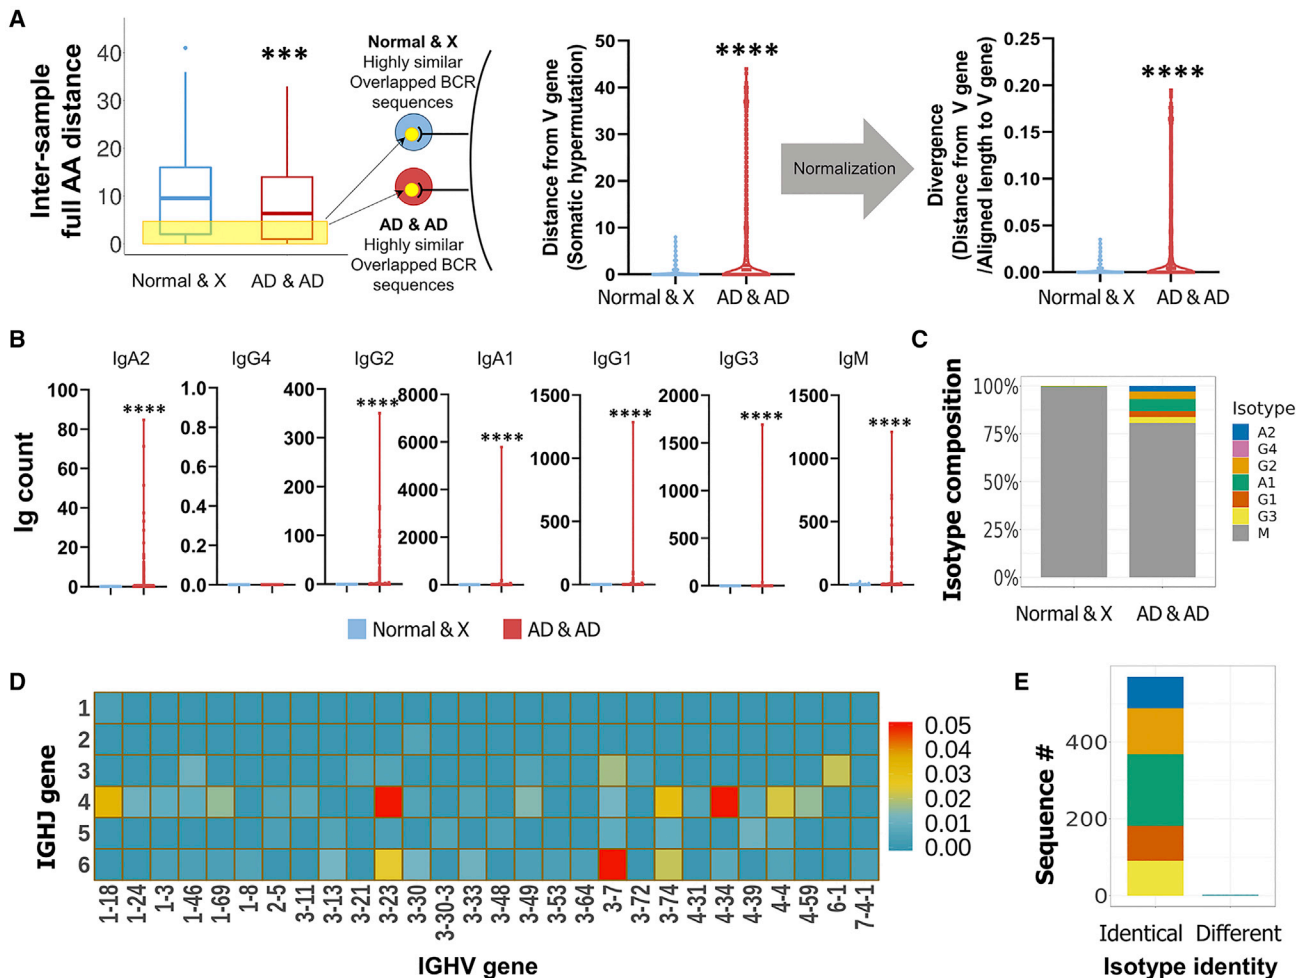 A
Inter-sample
full AA distance
40
30
20
10
0
***
Normal & X
AD & AD
Normal & X
Highly similar
Overlapped BCR
sequences
AD & AD
Highly similar
Overlapped BCR
sequences
Distance from V gene
(Somatic hypermutation)
50
40
30
20
10
0
****
Normal & X
AD & AD
Normalization
Divergence
(Distance from V gene
/Aligned length to V gene)
0.25
0.20
0.15
0.10
0.05
0.00
****
Normal & X
AD & AD
B
Ig count
IgA2
100
80
60
40
20
0
****
IgG4
1.0
0.8
0.6
0.4
0.2
0.0
IgG2
400
300
200
100
0
****
IgA1
8000
6000
4000
2000
0
****
IgG1
1500
1000
500
0
****
IgG3
2000
1500
1000
500
0
****
IgM
1500
1000
500
0
****
Normal & X
AD & AD
C
Isotype composition
100%
75%
50%
25%
0%
Normal & X
AD & AD
Isotype
A2
G4
G2
A1
G1
G3
M
D
IGHJ gene
1
2
3
4
5
6
1-18
1-24
1-3
1-46
1-69
1-8
2-5
3-11
3-13
3-21
3-23
3-30
3-30-3
3-33
3-48
3-49
3-53
3-64
3-7
3-72
3-74
4-31
4-34
4-39
4-4
4-59
6-1
7-4-1
IGHV gene
0.05
0.04
0.03
0.02
0.01
0.00
E
Sequence #
400
200
0
Identical
Different
Isotype identity